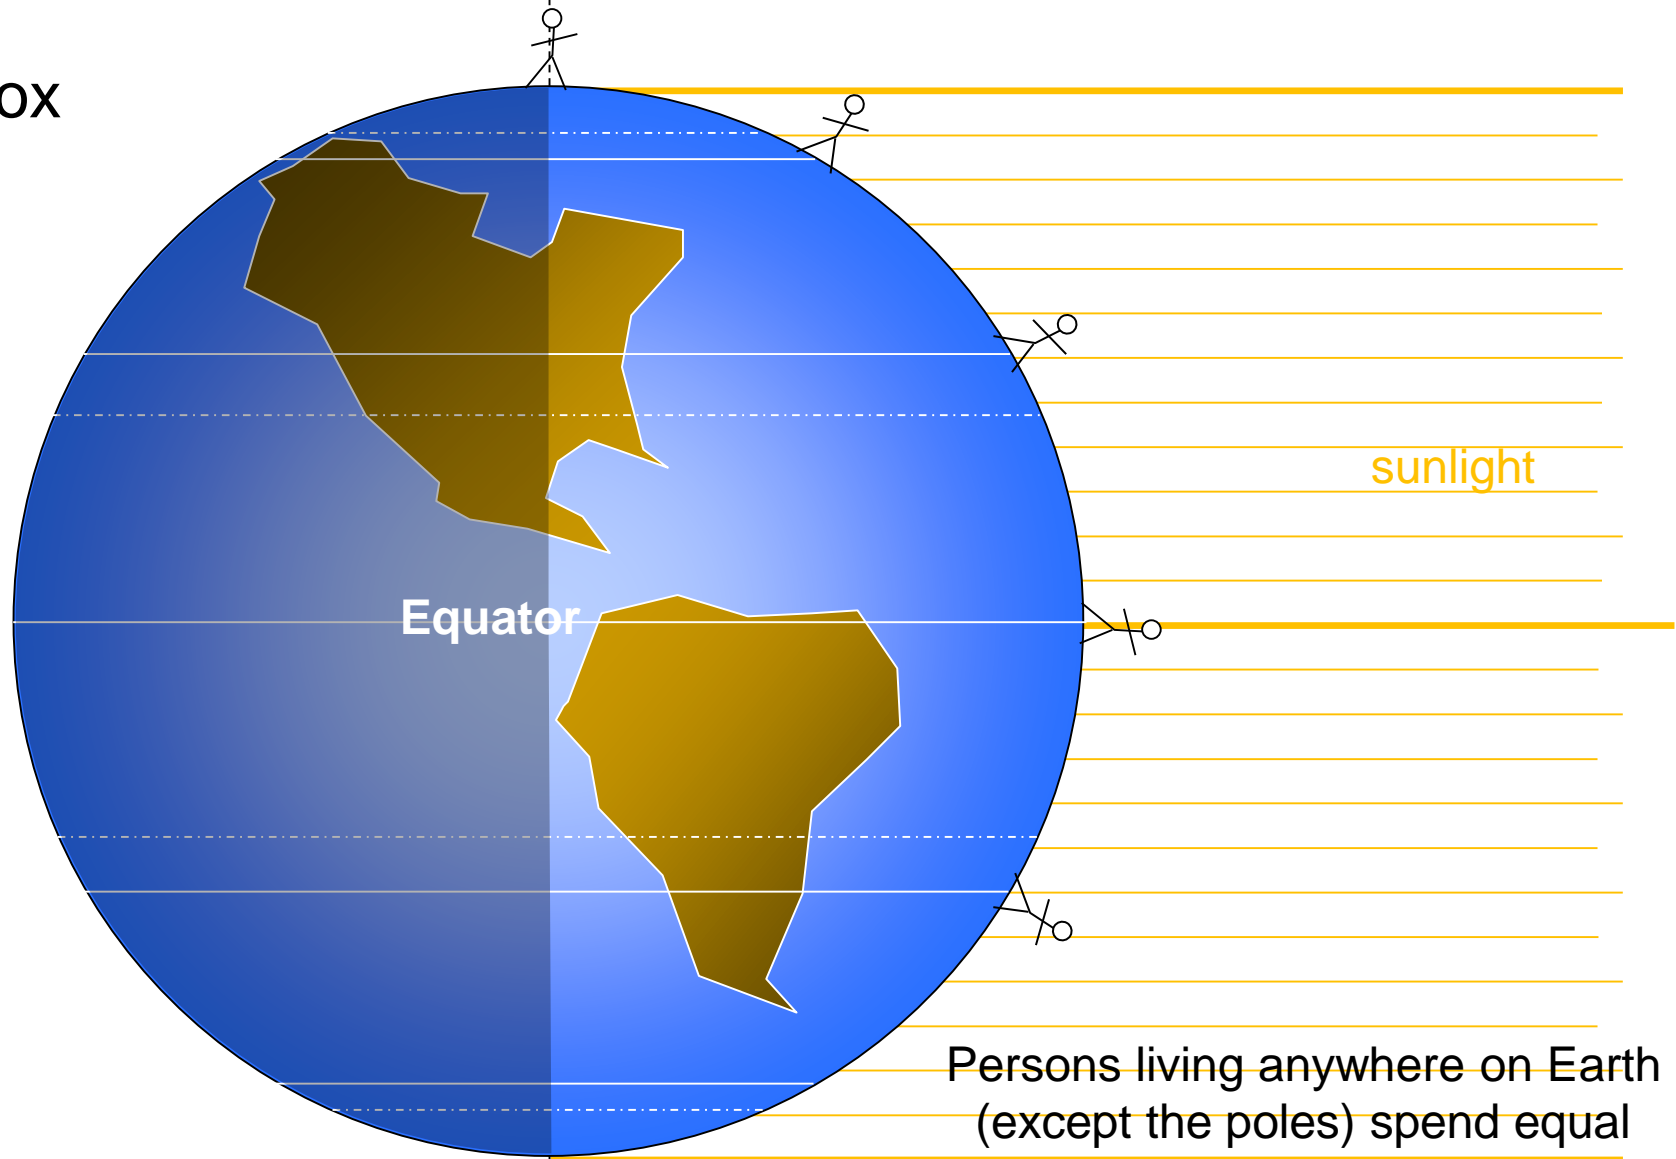 ox
sunlight
Equator
Persons living anywhere on Earth
(except the poles) spend equal